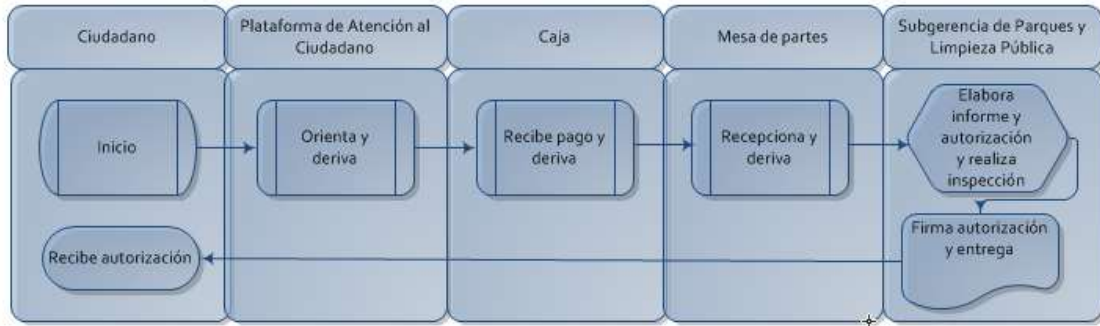 Ciudadano
Plataforma de Atención al
Ciudadano
Caja
Mesa de partes
Subgerencia de Parques y
Limpieza Pública
Inicio
Orienta y
deriva
Recibe pago y
deriva
Recepciona y
deriva
Elabora
informe y
autorización
y realiza
inspección
Recibe autorización
Firma autorización
y entrega